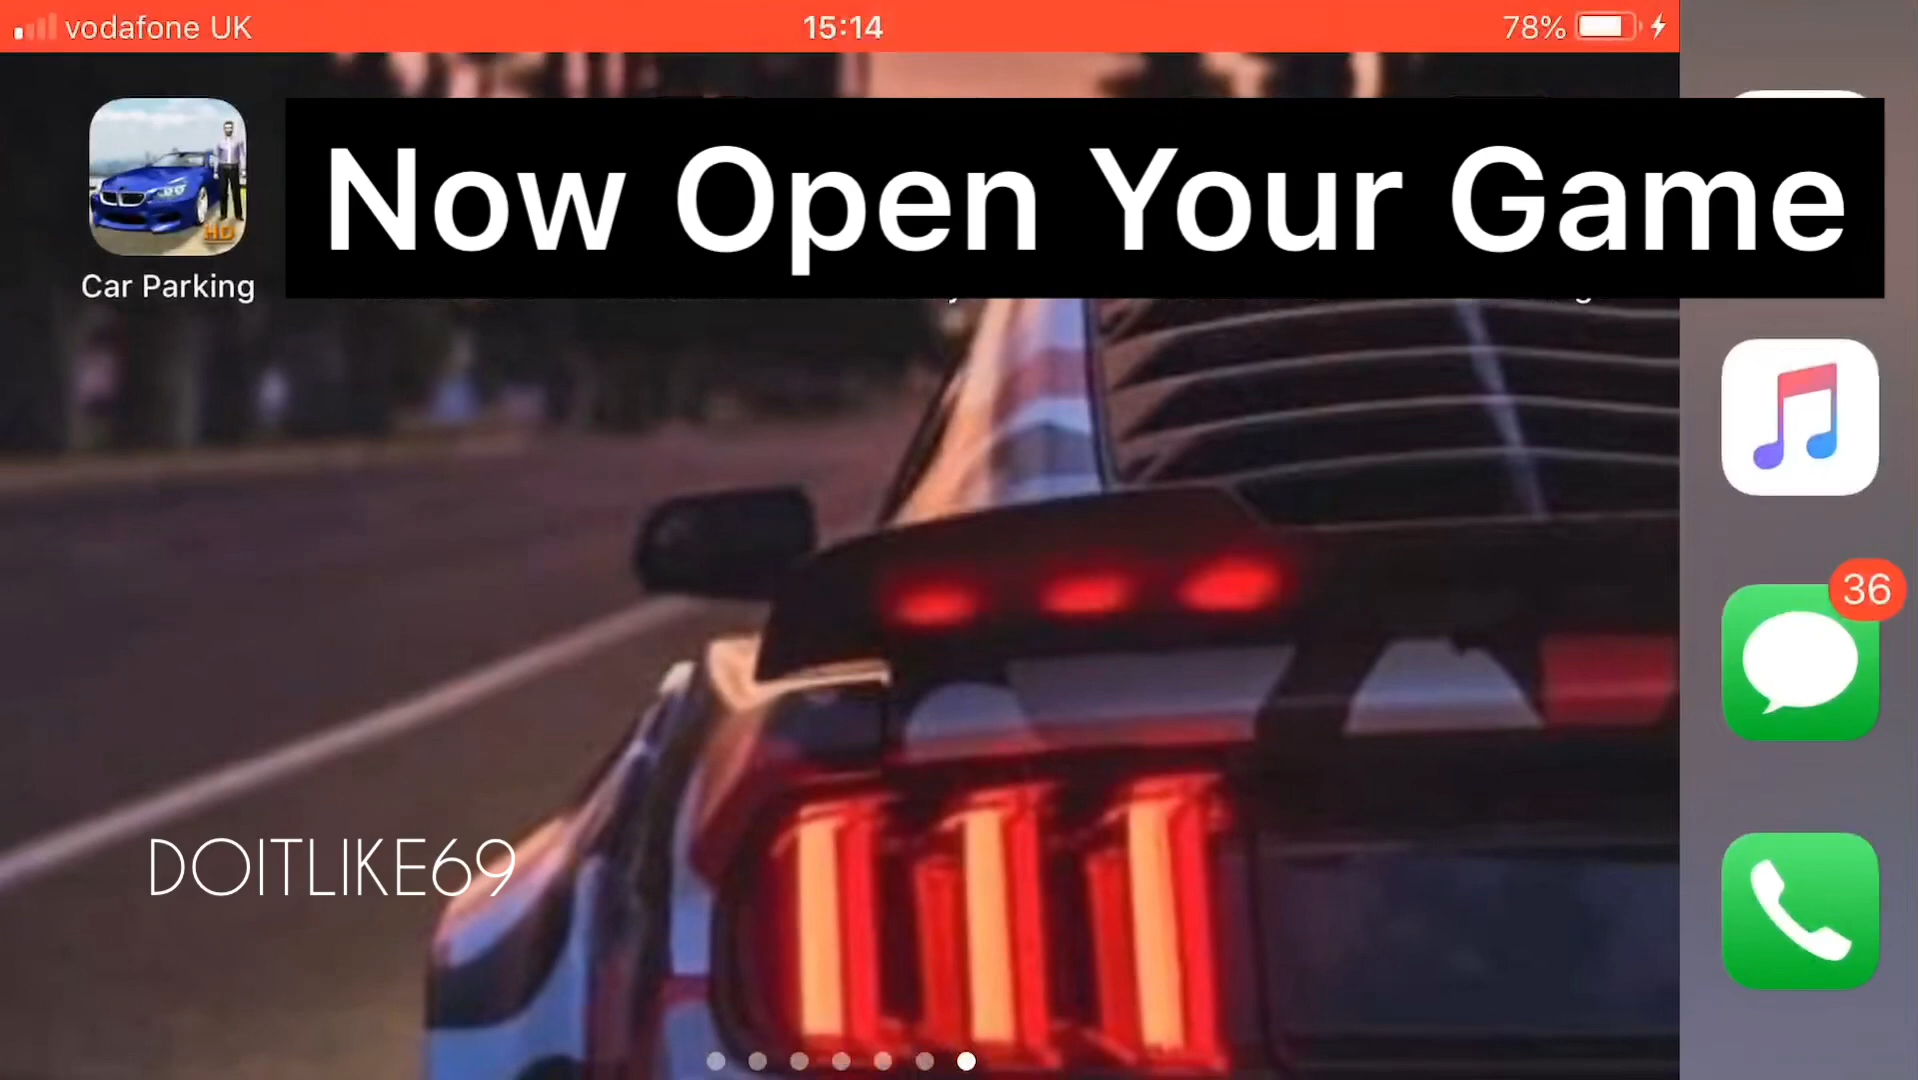 vodafone UK
15:14
78%
Now Open Your Game
HD
Car Parking
36
DOITLIKE69